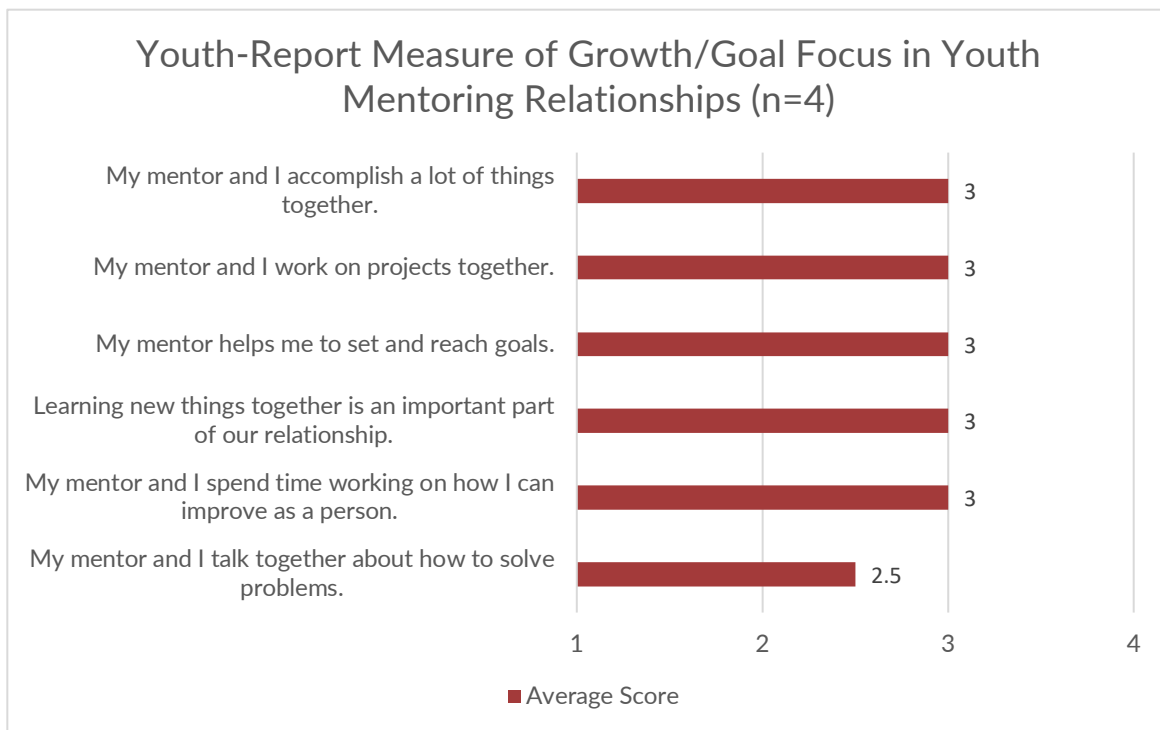 Youth-Report Measure of Growth/Goal Focus in Youth
Mentoring Relationships (n=4)
My mentor and I accomplish a lot of things
together.
3
My mentor and I work on projects together.
3
My mentor helps me to set and reach goals.
3
Learning new things together is an important part
of our relationship.
3
My mentor and I spend time working on how I can
improve as a person.
3
My mentor and I talk together about how to solve
problems.
2.5
1 2 3 4
Average Score